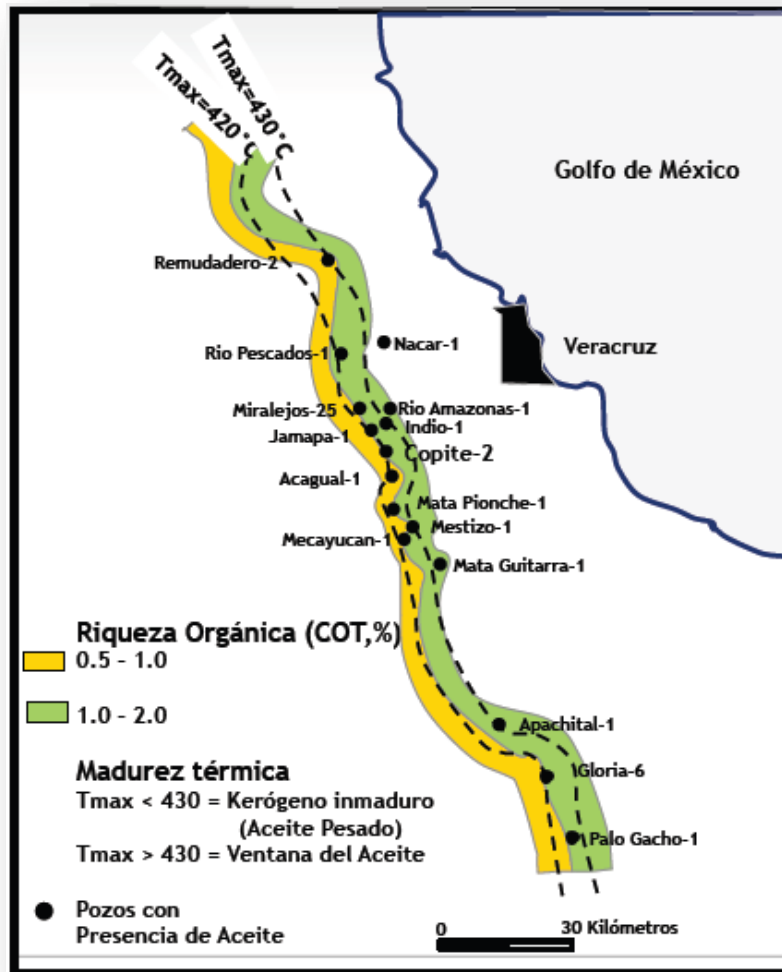 Tmax=420°C
Tmax=430°C
Golfo de México
Remudadero-2
Nacar-1
Veracruz
Rio Pescados-1
Miralejos-25
Rio Amazonas-1
Indio-1
Jamapa-1
Copite-2
Acagual-1
Mata Pionche-1
Mestizo-1
Mecayucan-1
Mata Guitarra-1
Riqueza Orgánica (COT,%)
0.5 - 1.0
1.0 - 2.0
Apachital-1
Gloria-6
Madurez térmica
Tmax < 430 = Kerógeno inmaduro
(Aceite Pesado)
Tmax > 430 = Ventana del Aceite
Palo Gacho-1
Pozos con
Presencia de Aceite
0 30 Kilómetros